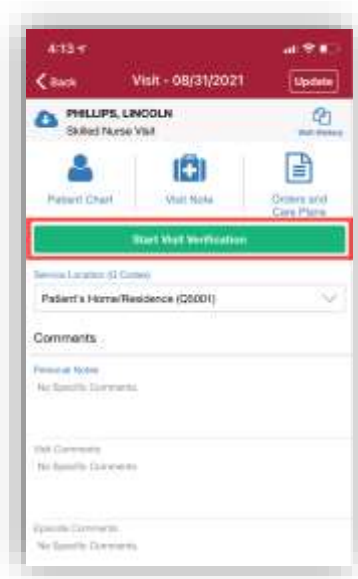 4:13
Back
Visit - 08/31/2021
Update
PHILLIPS, LINCOLN
Skilled Nurse Visit
Visit History
Patient Chart
Visit Note
Orders and
Care Plans
Start Visit Verification
Service Location (Q Codes)
Patient's Home/Residence (Q5001)
Comments
Personal Notes
No Specific Comments
Visit Comments
No Specific Comments
Episode Comments
No Specific Comments